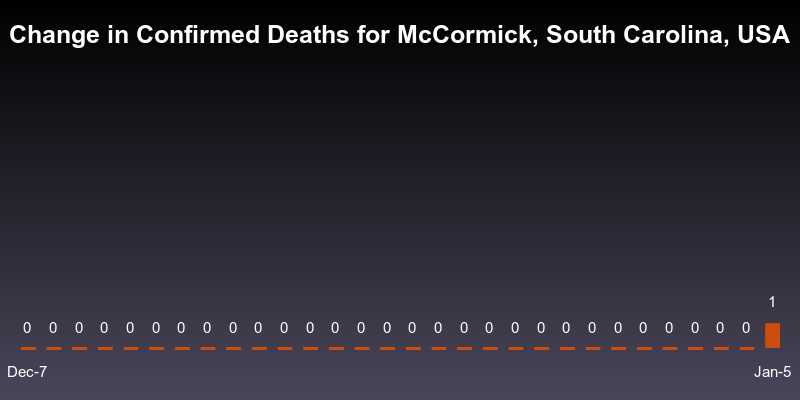 Change in Confirmed Deaths for McCormick, South Carolina, USA
1
0 0 0 0 0 0 0 0 0 0 0 0 0 0 0 0 0 0 0 0 0 0 0 0 0 0 0 0 0
Dec-7 Jan-5